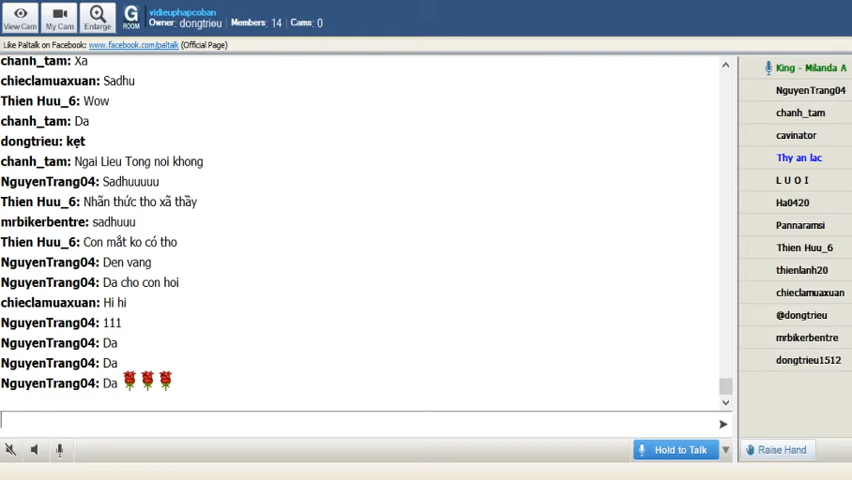 View Cam
My Cam
Enlarge
G
ROOM
vidieuphapcoban
Owner: dongtrieu Members: 14 Cams: 0
Like Paltalk on Facebook: www.facebook.com/paltalk (Official Page)
chanh_tam: Xa
chieclamuaxuan: Sadhu
Thien Huu_6: Wow
chanh_tam: Da
dongtrieu: kẹt
chanh_tam: Ngai Lieu Tong noi khong
NguyenTrang04: Sadhuuuuu
Thien Huu_6: Nhãn thức tho xã thầy
mrbikerbentre: sadhuuu
Thien Huu_6: Con mắt ko có tho
NguyenTrang04: Den vang
NguyenTrang04: Da cho con hoi
chieclamuaxuan: Hi hi
NguyenTrang04: 111
NguyenTrang04: Da
NguyenTrang04: Da
NguyenTrang04: Da
King - Milanda A
NguyenTrang04
chanh_tam
cavinator
Thy an lac
L U O I
Ha0420
Pannaramsi
Thien Huu_6
thienlanh20
chieclamuaxuan
@dongtrieu
mrbikerbentre
dongtrieu1512
Hold to Talk
Raise Hand